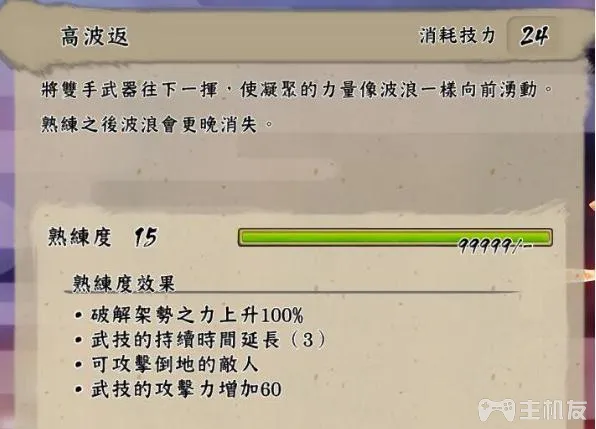 高波返 消耗技力 24
將雙手武器往下一揮，使凝聚的力量像波浪一樣向前湧動。
熟練之後波浪會更晚消失。
熟練度 15 99999/-
熟練度效果
・破解架勢之力上升100%
・武技的持續時間延長（3）
・可攻擊倒地的敵人
・武技的攻擊力增加60
主机友